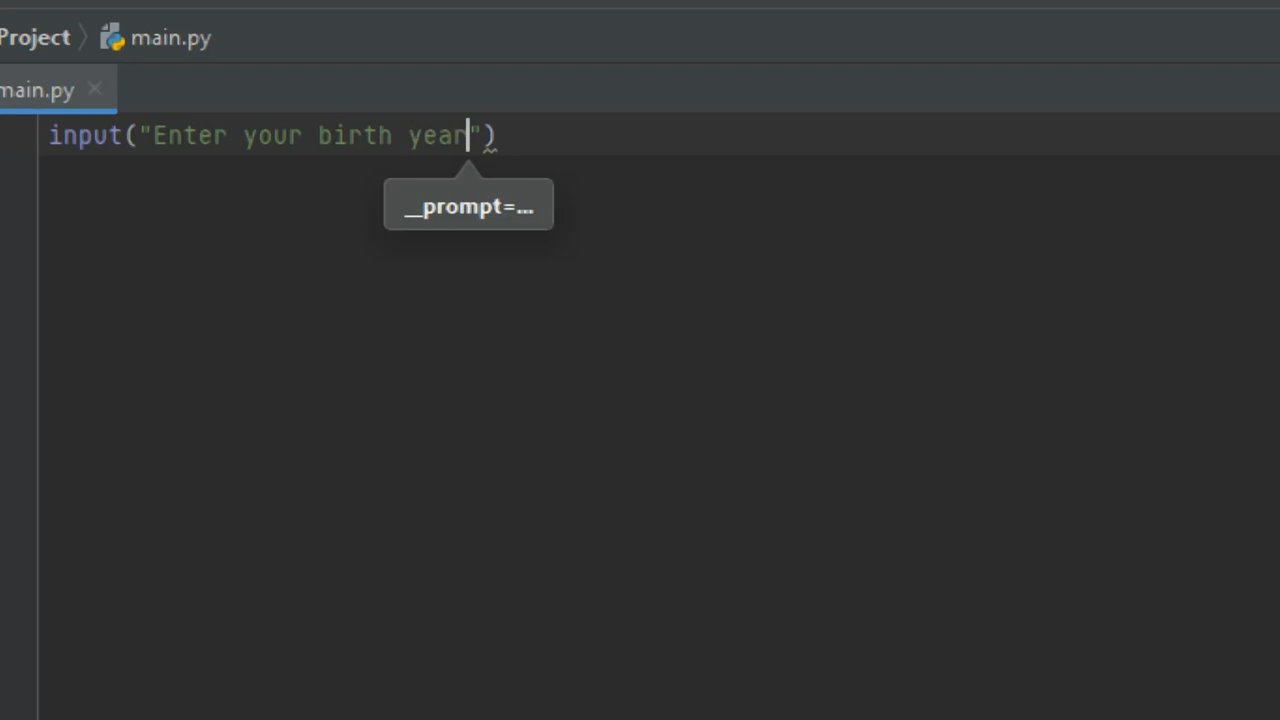 Project 〉 main.py
main.py ×
input("Enter your birth year")
__prompt=...